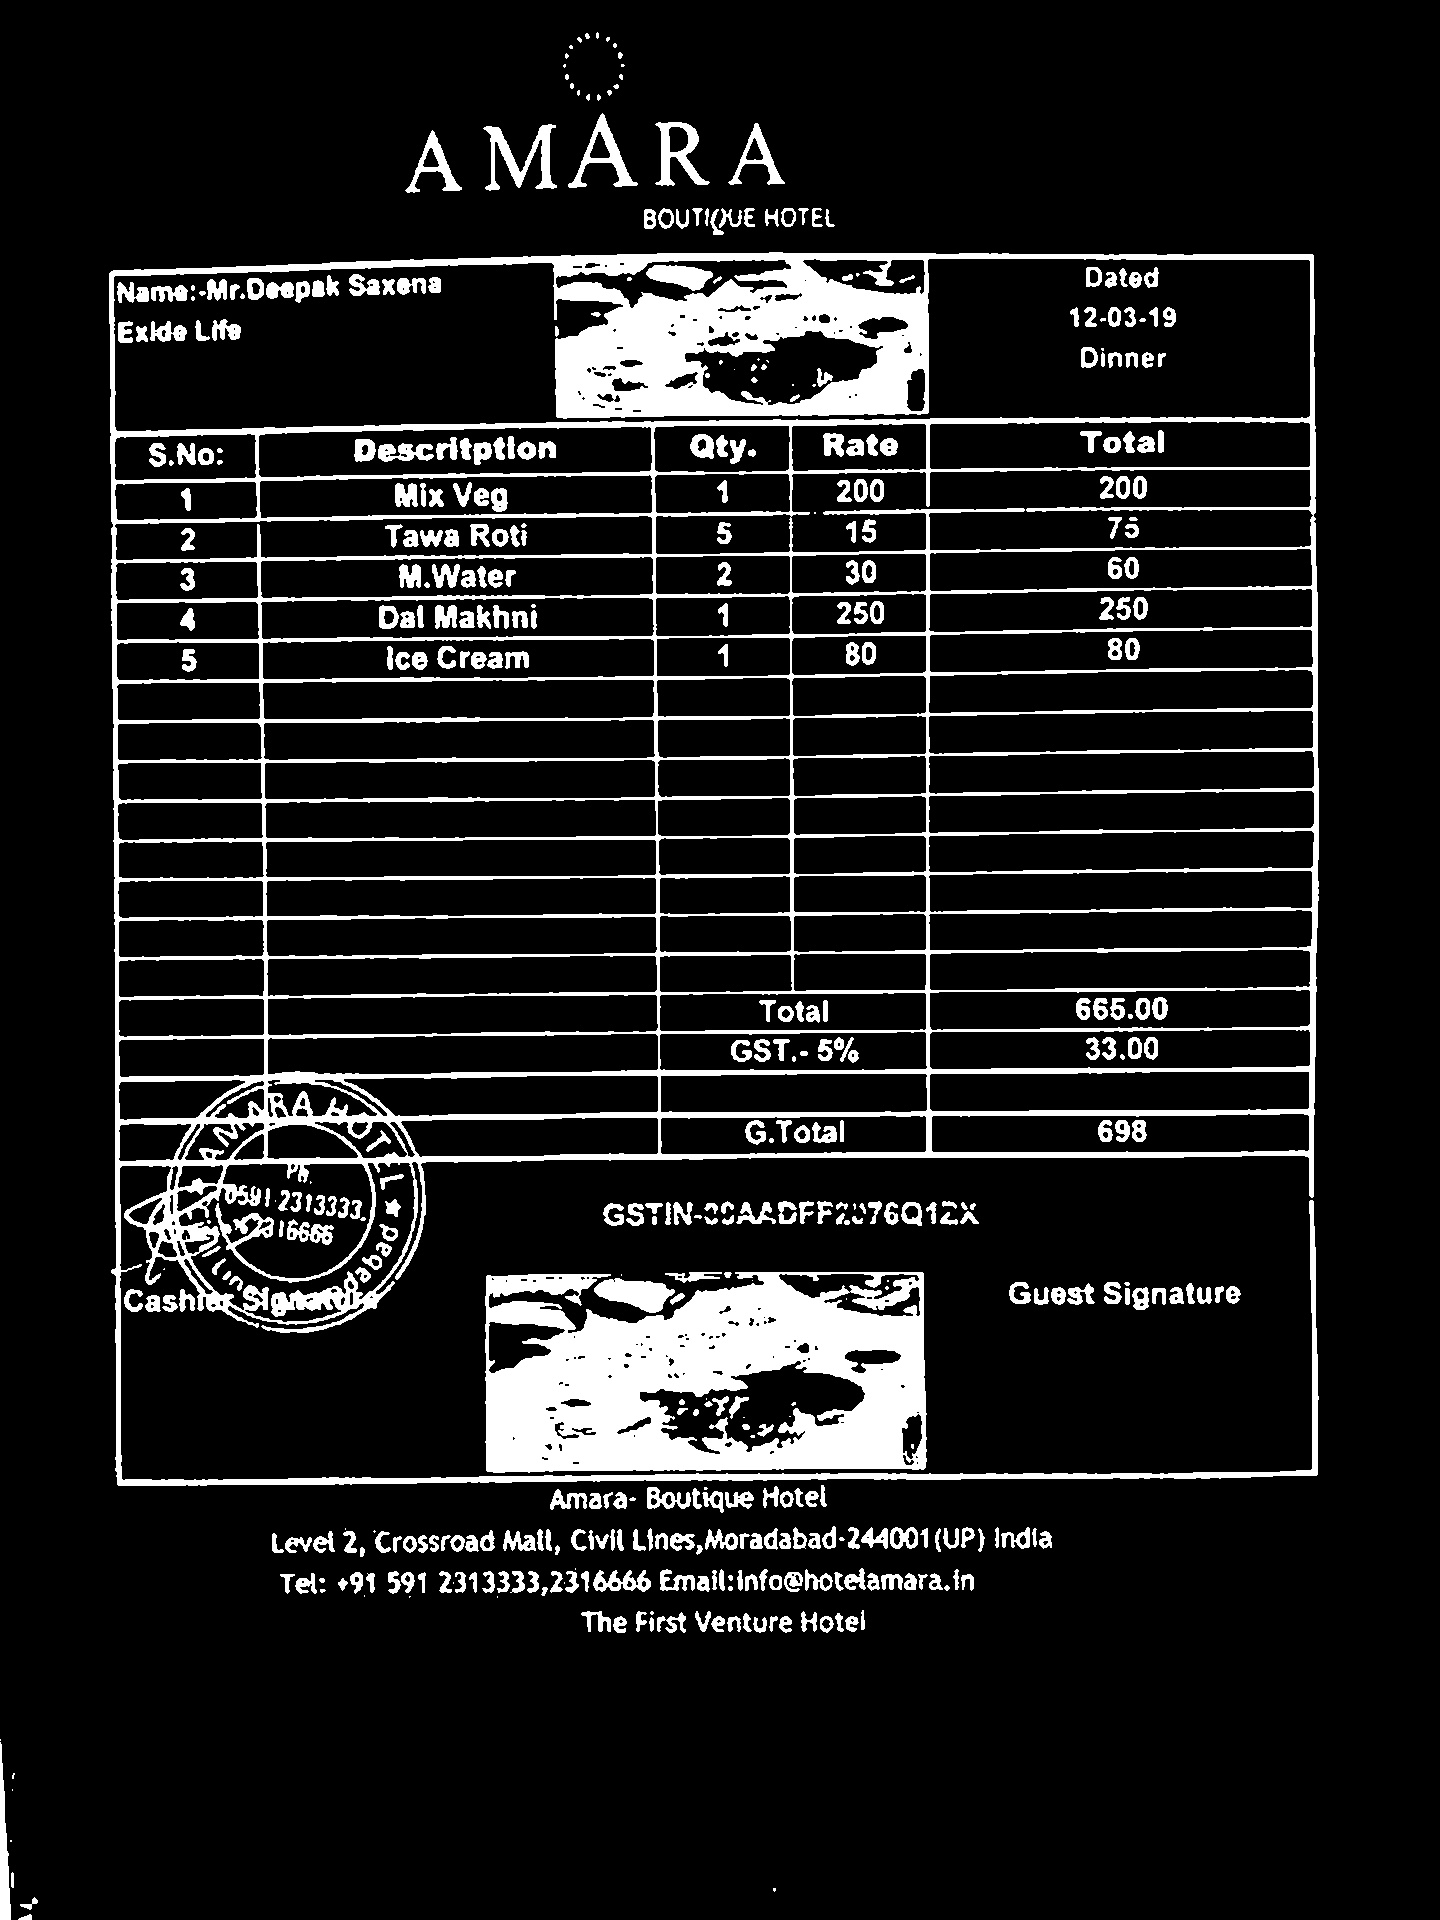 AMARA
BOUTIQUE HOTEL
Name:-Mr.Deepak Saxena
Exide Life
Dated
12-03-19
Dinner
S.No: Descritption Qty. Rate Total
1 Mix Veg 1 200 200
2 Tawa Roti 5 15 75
3 M.Water 2 30 60
4 Dal Makhni 1 250 250
5 Ice Cream 1 80 80
Total 665.00
GST.- 5% 33.00
G.Total 698
AMARA HOTEL
Ph.
0591-2313333.
2316666
Cashier Signature
Guest Signature
Amara- Boutique Hotel
Level 2, Crossroad Mall, Civil Lines,Moradabad-244001(UP) India
Tel: +91 591 2313333,2316666 Email:info@hotelamara.in
The First Venture Hotel